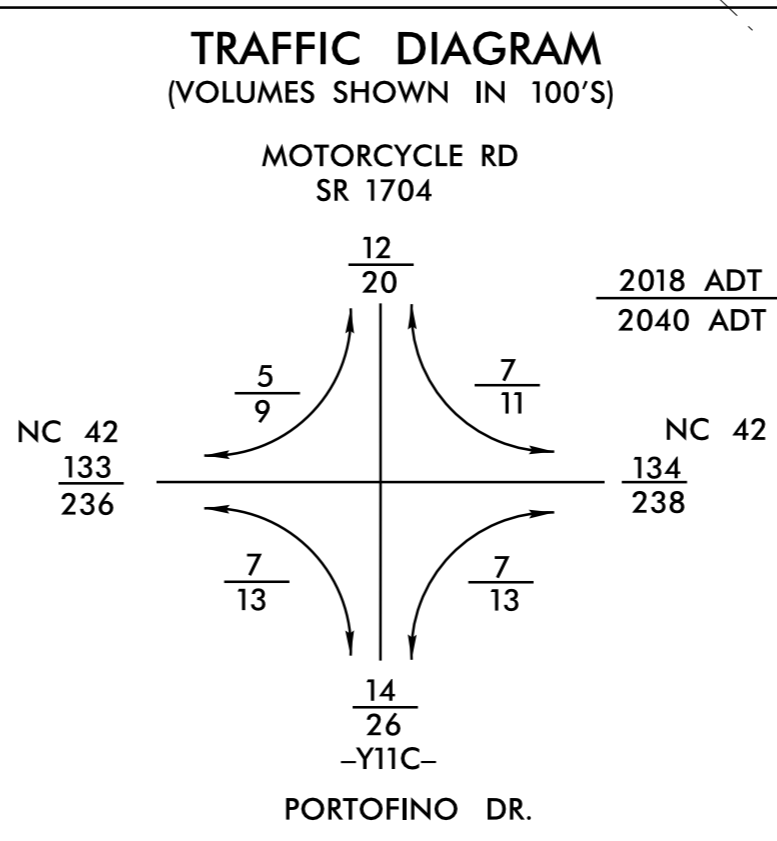 TRAFFIC DIAGRAM
(VOLUMES SHOWN IN 100'S)
MOTORCYCLE RD
SR 1704
12
20
2018 ADT
2040 ADT
5
9
7
11
NC 42
133
236
NC 42
134
238
7
13
7
13
14
26
–Y11C–
PORTOFINO DR.